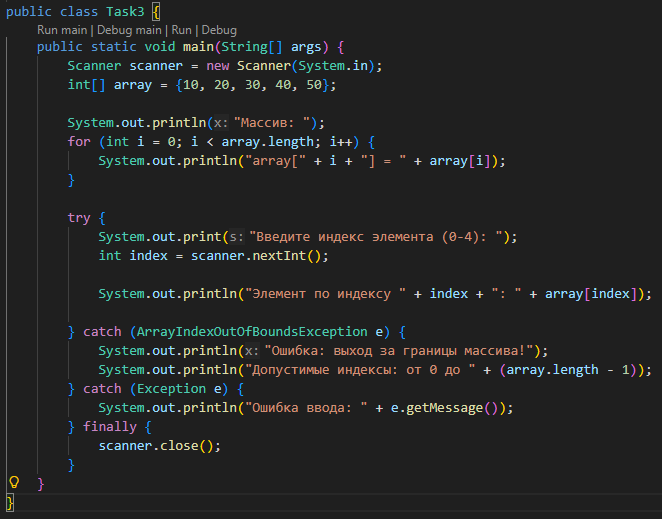 public class Task3 {
Run main | Debug main | Run | Debug
public static void main(String[] args) {
Scanner scanner = new Scanner(System.in);
int[] array = {10, 20, 30, 40, 50};
System.out.println(x: "Массив: ");
for (int i = 0; i < array.length; i++) {
System.out.println("array[" + i + "] = " + array[i]);
}
try {
System.out.print(s: "Введите индекс элемента (0-4): ");
int index = scanner.nextInt();
System.out.println("Элемент по индексу " + index + ": " + array[index]);
} catch (ArrayIndexOutOfBoundsException e) {
System.out.println(x: "Ошибка: выход за границы массива!");
System.out.println("Допустимые индексы: от 0 до " + (array.length - 1));
} catch (Exception e) {
System.out.println("Ошибка ввода: " + e.getMessage());
} finally {
scanner.close();
}
}
}